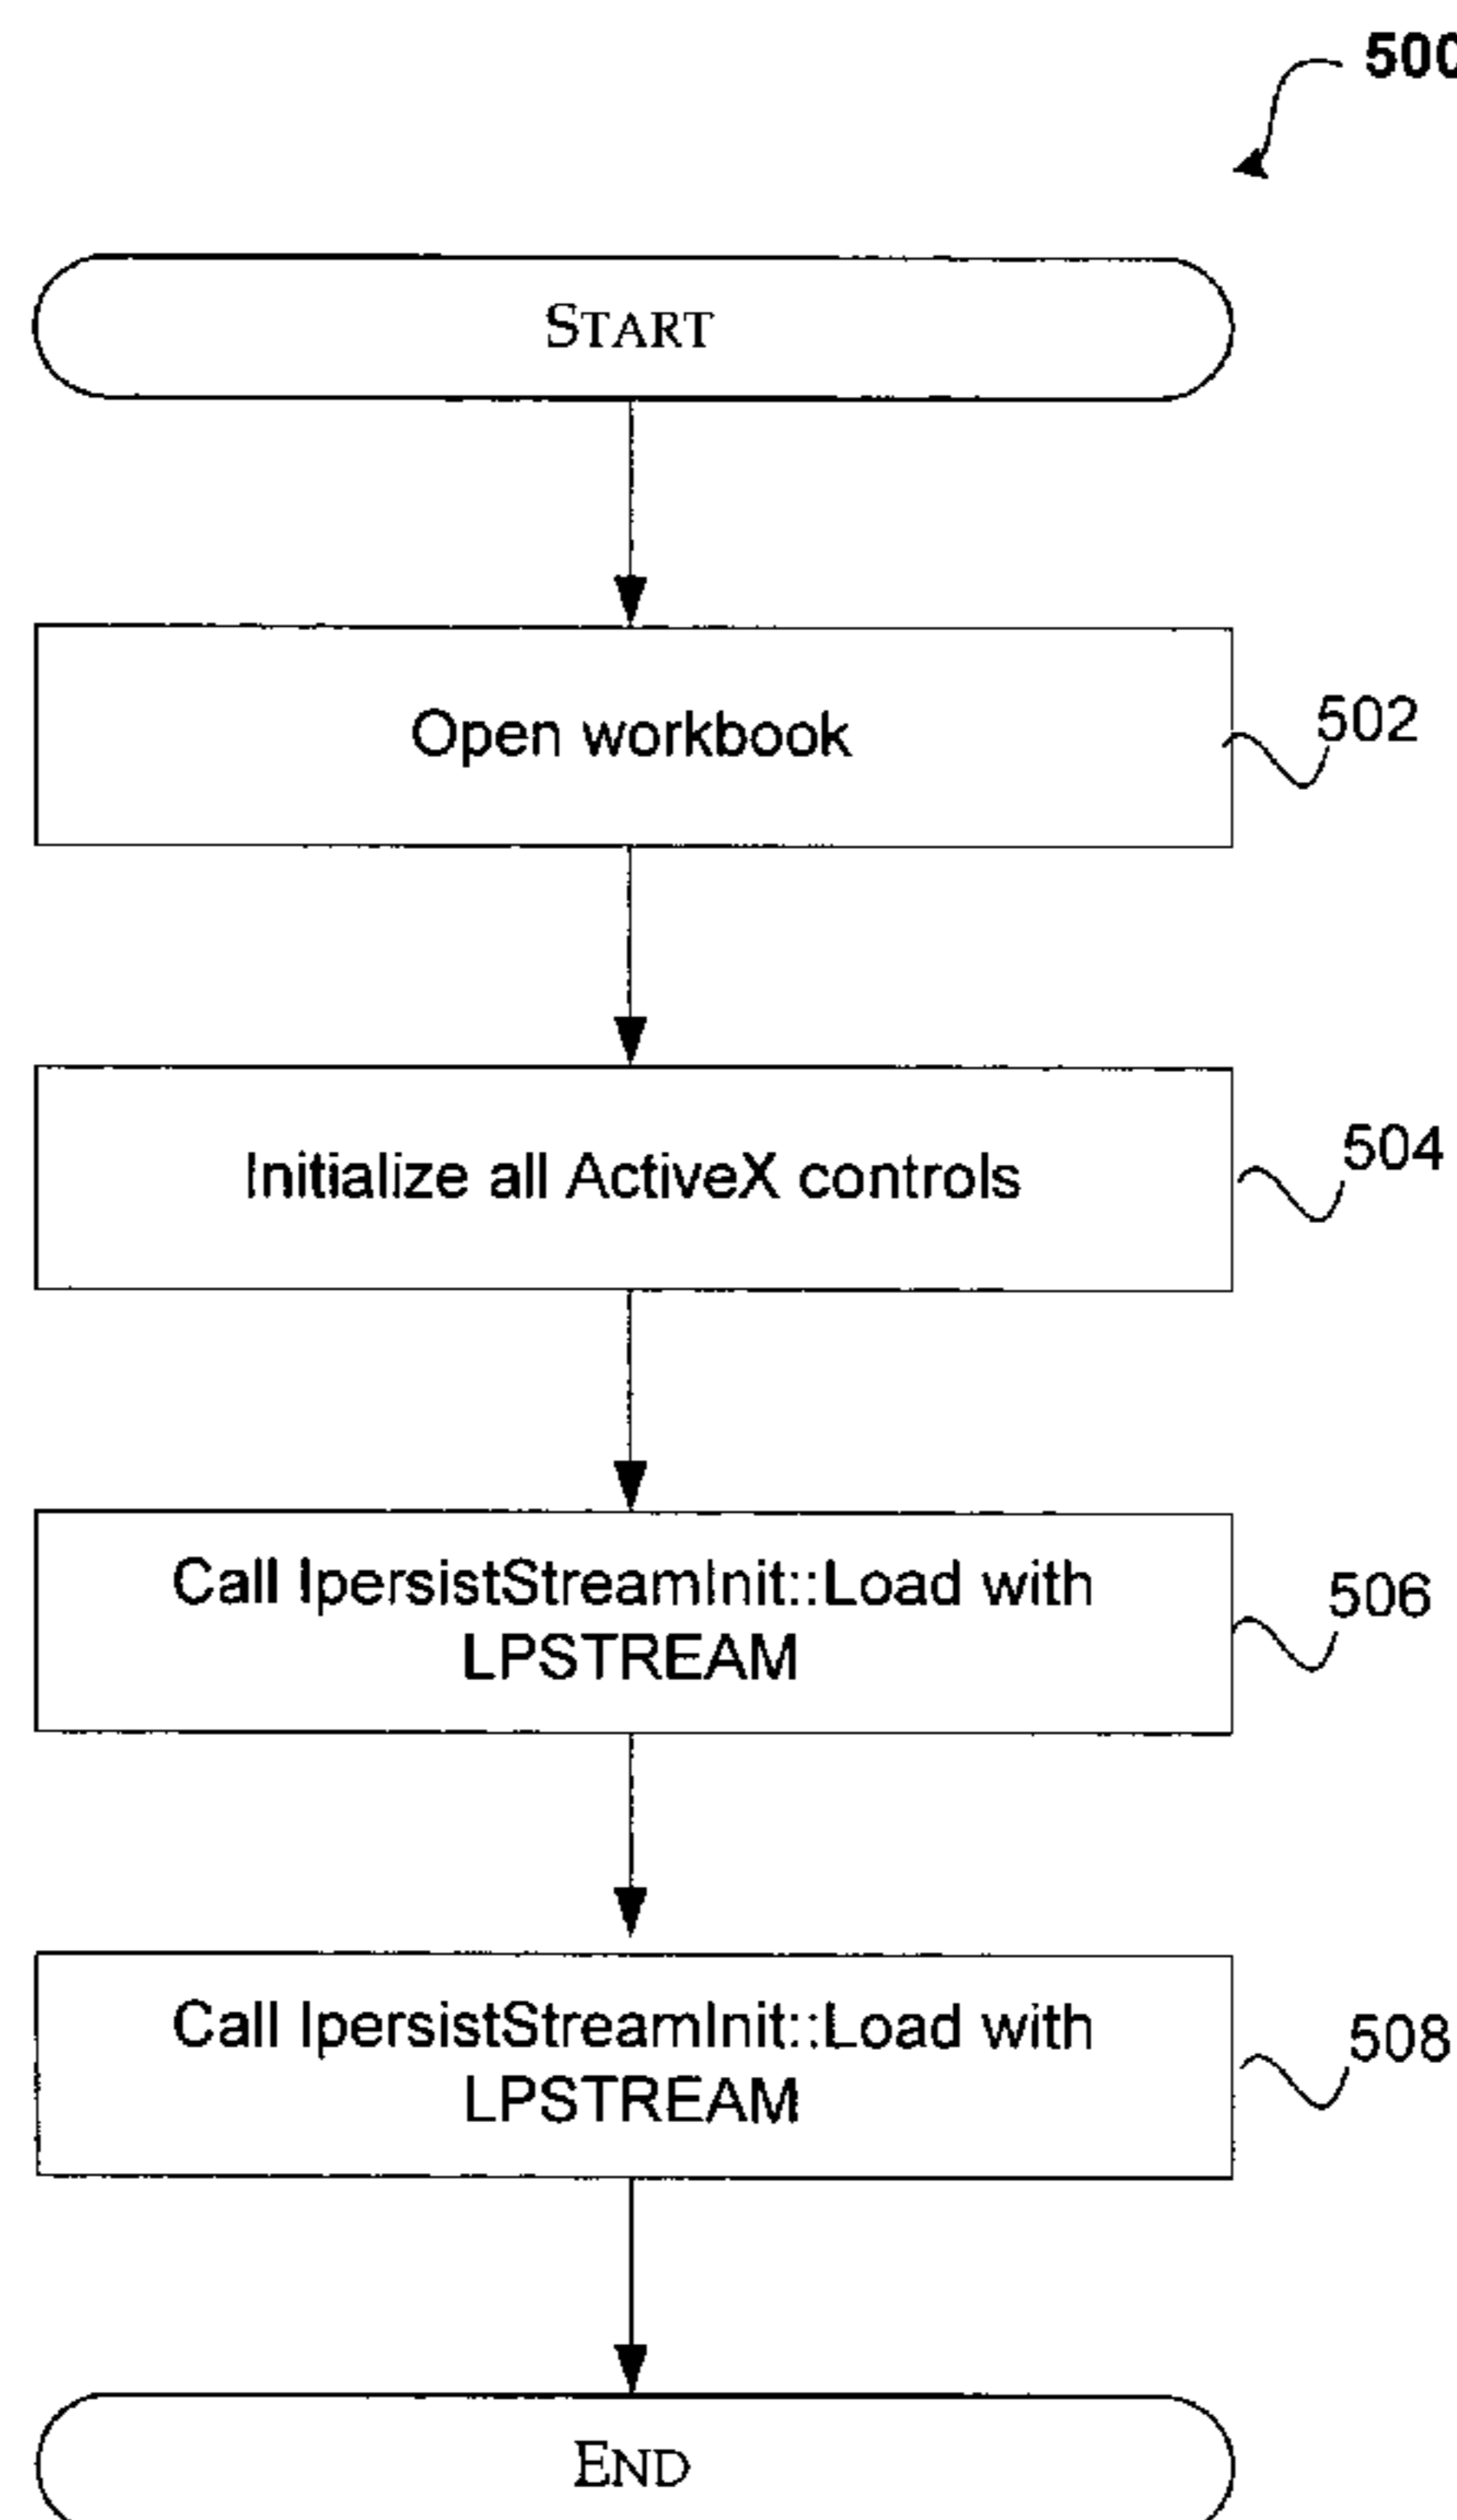 500
START
Open workbook
502
Initialize all ActiveX controls
504
Call IpersistStreamInit::Load with
LPSTREAM
506
Call IpersistStreamInit::Load with
LPSTREAM
508
END